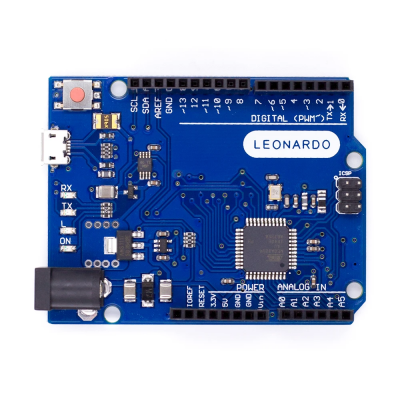 SCL
SDA
AREF
GND
~13
12
~11
~10
~9
8
7
~6
~5
4
~3
2
TX→1
RX←0
DIGITAL (PWM~)
LEONARDO
ICSP
RX
TX
L
ON
IOREF
RESET
3.3V
5V
GND
GND
Vin
POWER
ANALOG IN
A0
A1
A2
A3
A4
A5